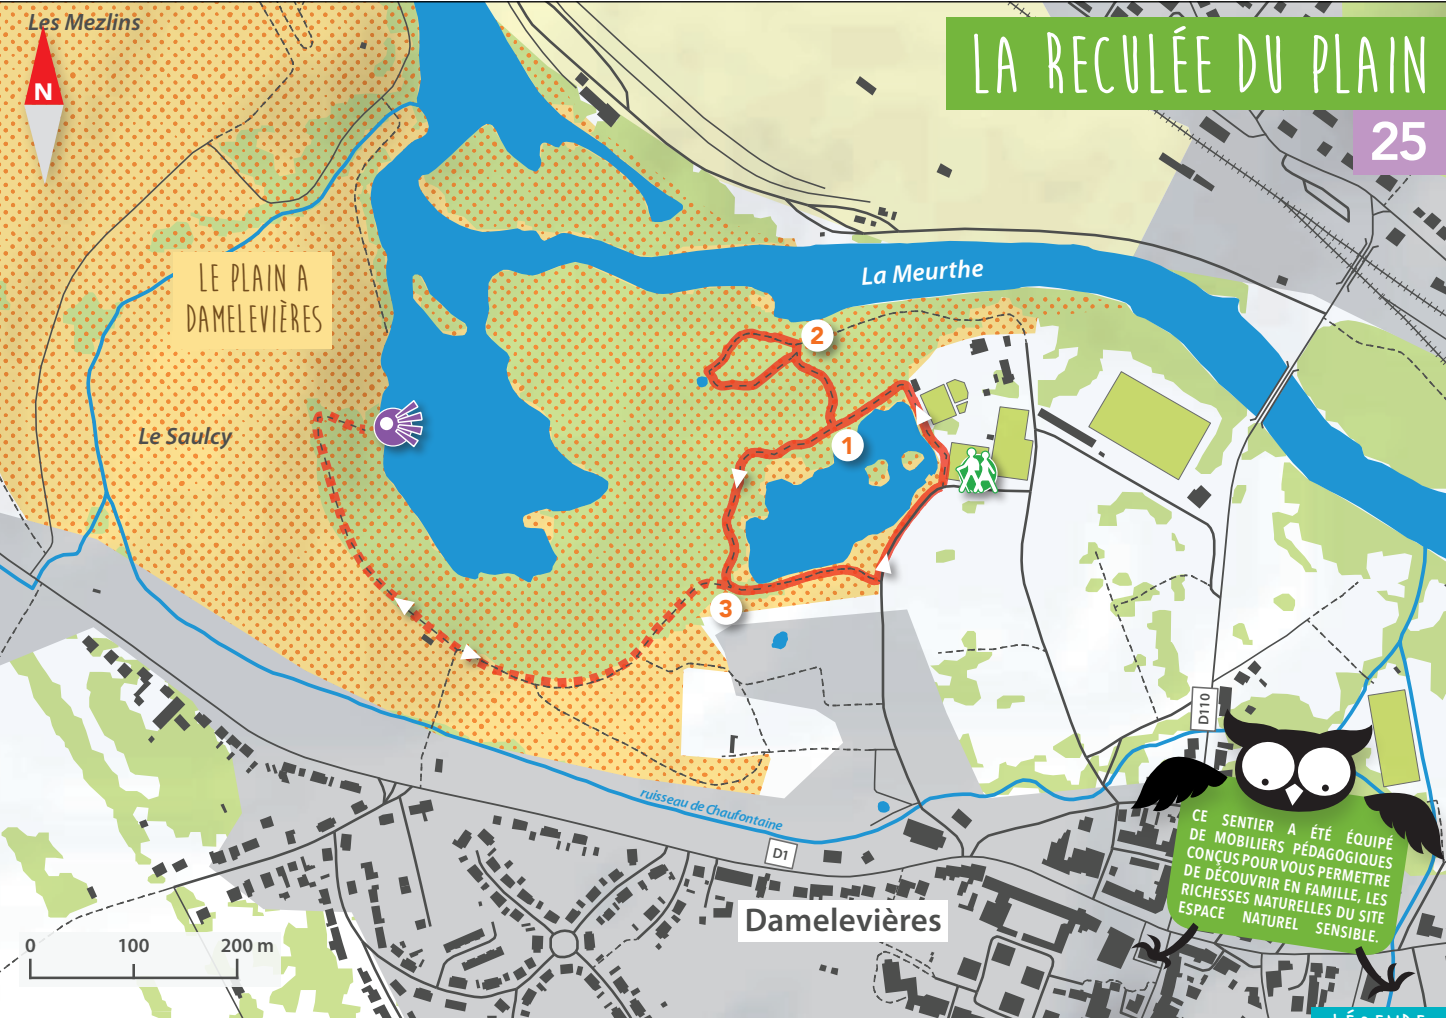 Les Mezlins
N
LA RECULÉE DU PLAIN
25
LE PLAIN A
DAMELEVIÈRES
La Meurthe
2
Le Saulcy
1
3
D110
ruisseau de Chaufontaine
D1
Damelevières
CE SENTIER A ÉTÉ ÉQUIPÉ
DE MOBILIERS PÉDAGOGIQUES
CONÇUS POUR VOUS PERMETTRE
DE DÉCOUVRIR EN FAMILLE, LES
RICHESSES NATURELLES DU SITE
ESPACE NATUREL SENSIBLE.
0 100 200 m
LÉGENDE